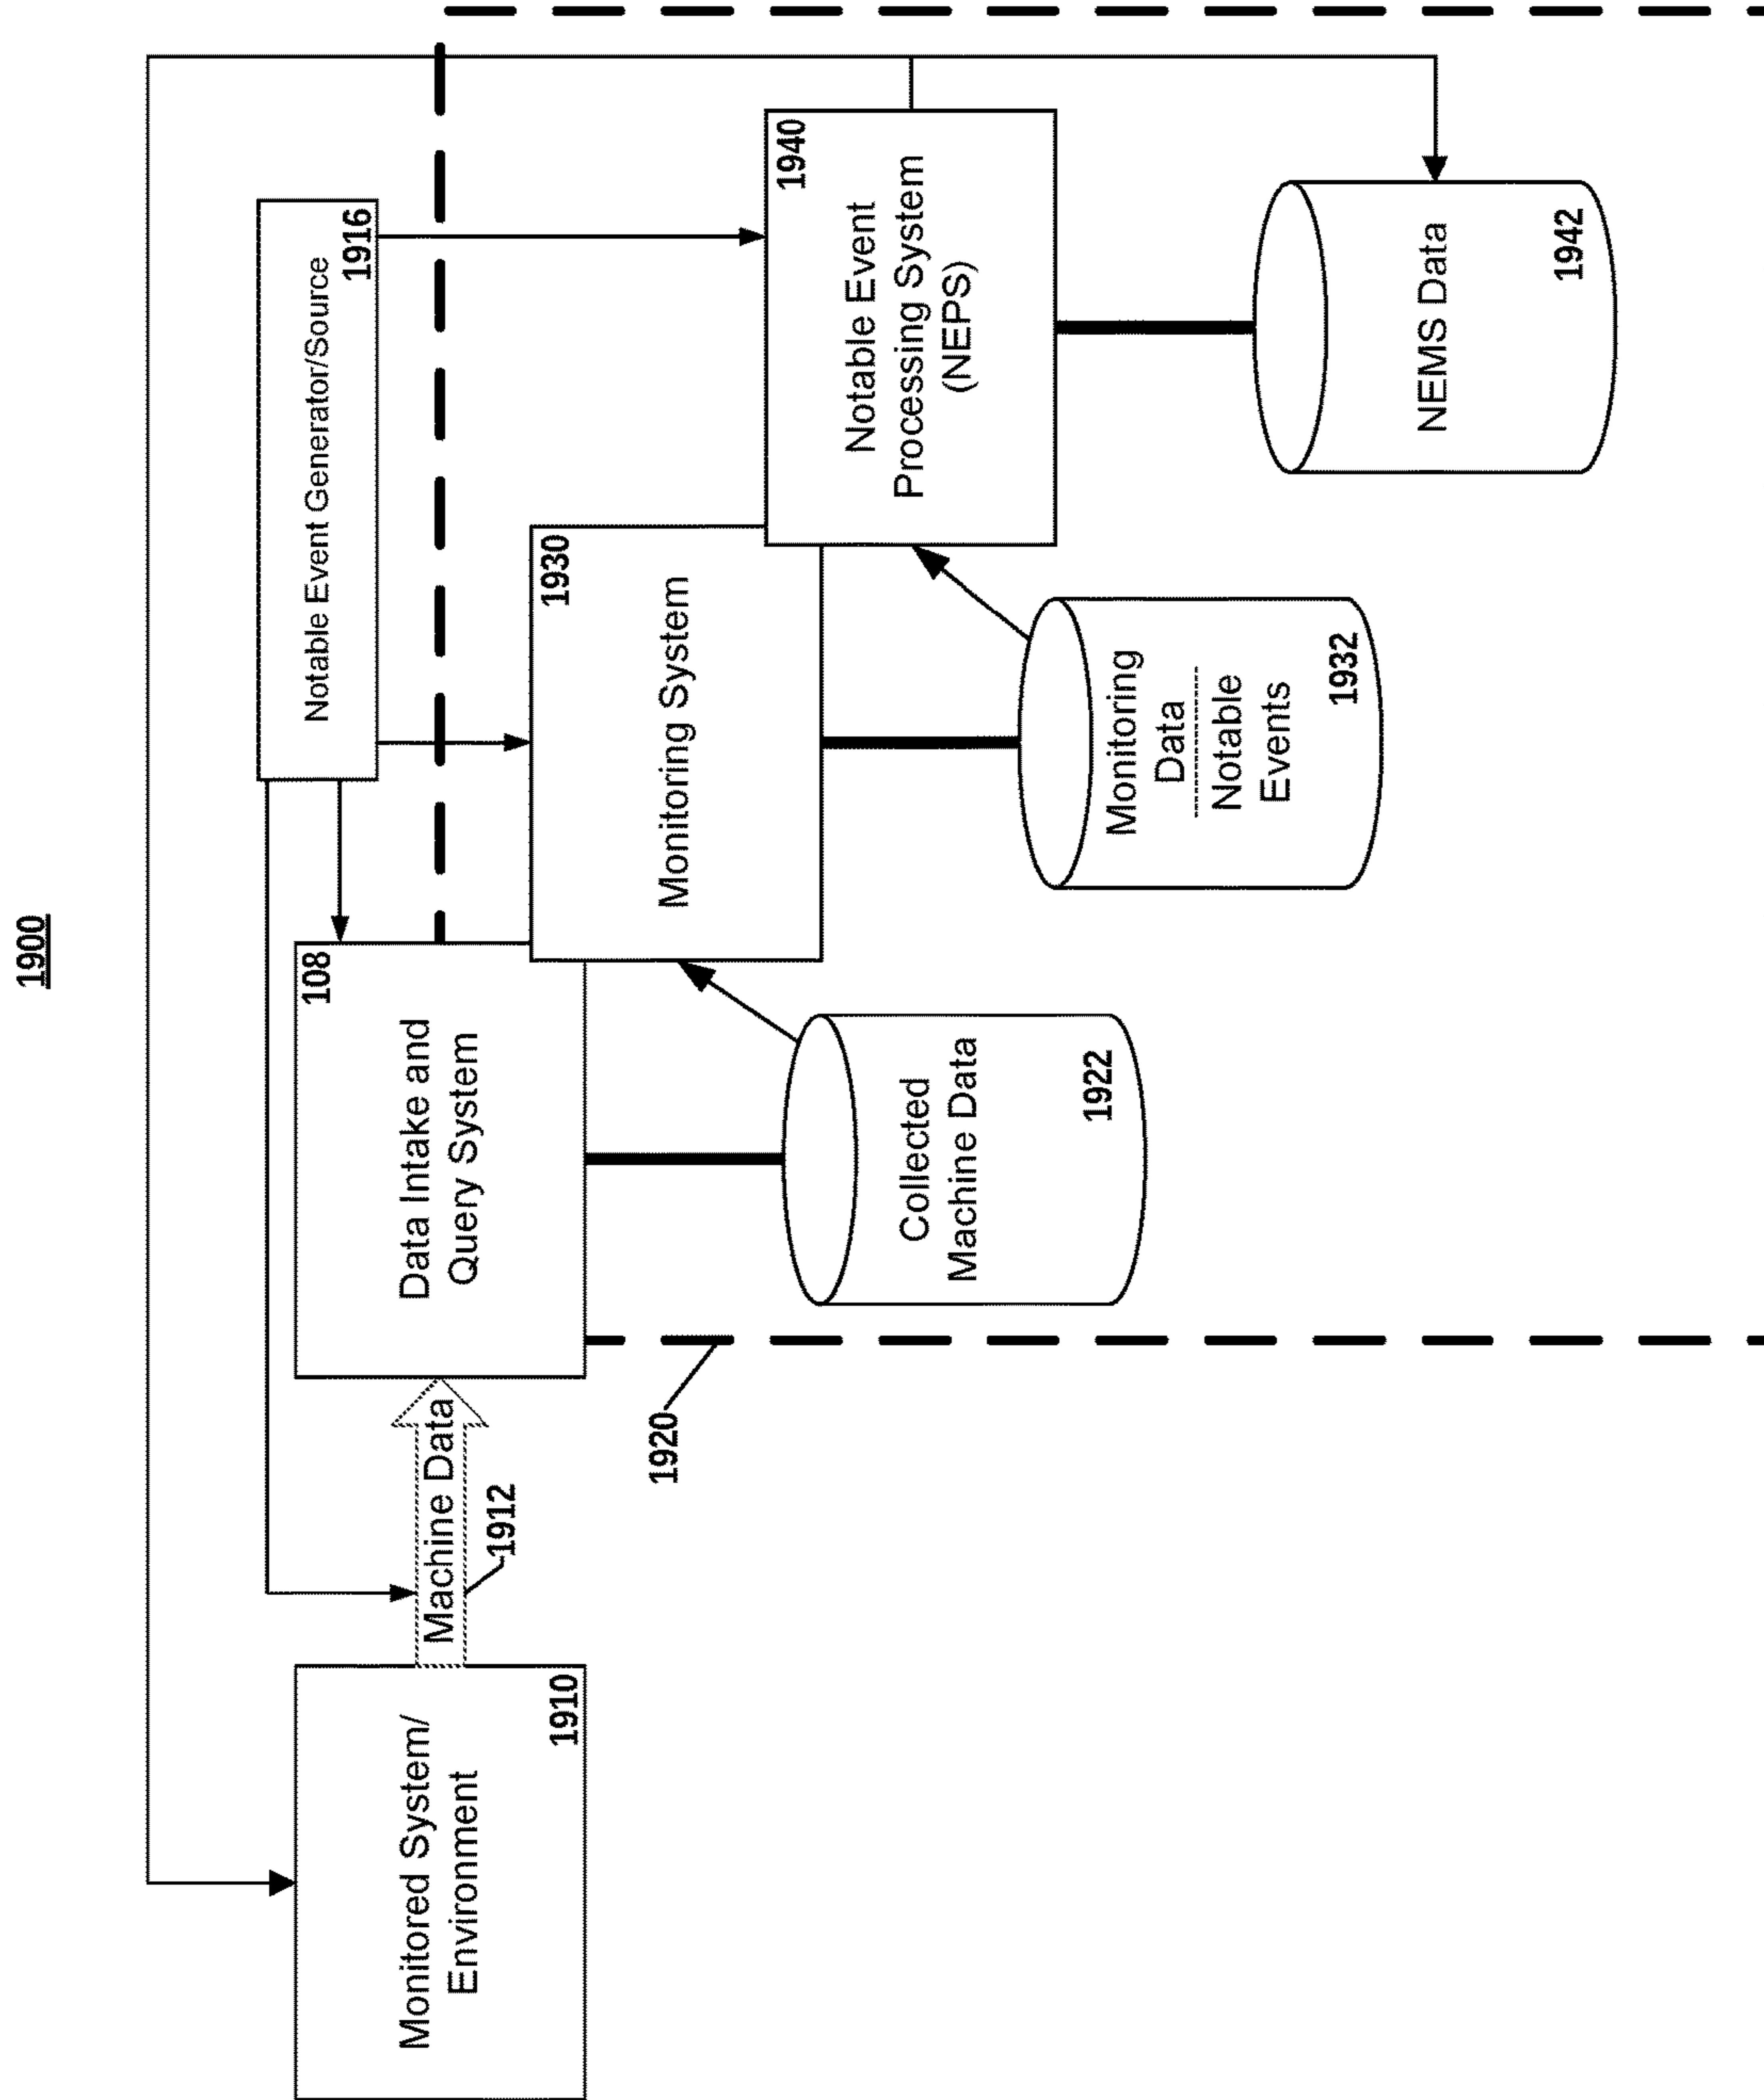 1900
Notable Event Generator/Source
1916
Monitored System/
Environment
1910
Machine Data
1912
Data Intake and
Query System
108
1920
Monitoring System
1930
Notable Event
Processing System
(NEPS)
1940
Collected
Machine Data
1922
Monitoring
Data
Notable
Events
1932
NEMS Data
1942